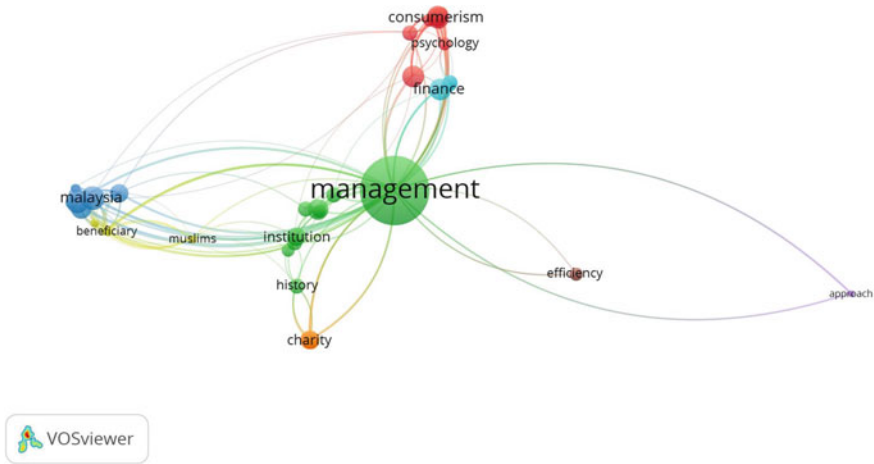 consumerism
psychology
finance
malaysia
management
beneficiary
muslims
institution
efficiency
history
approach
charity
VOSviewer